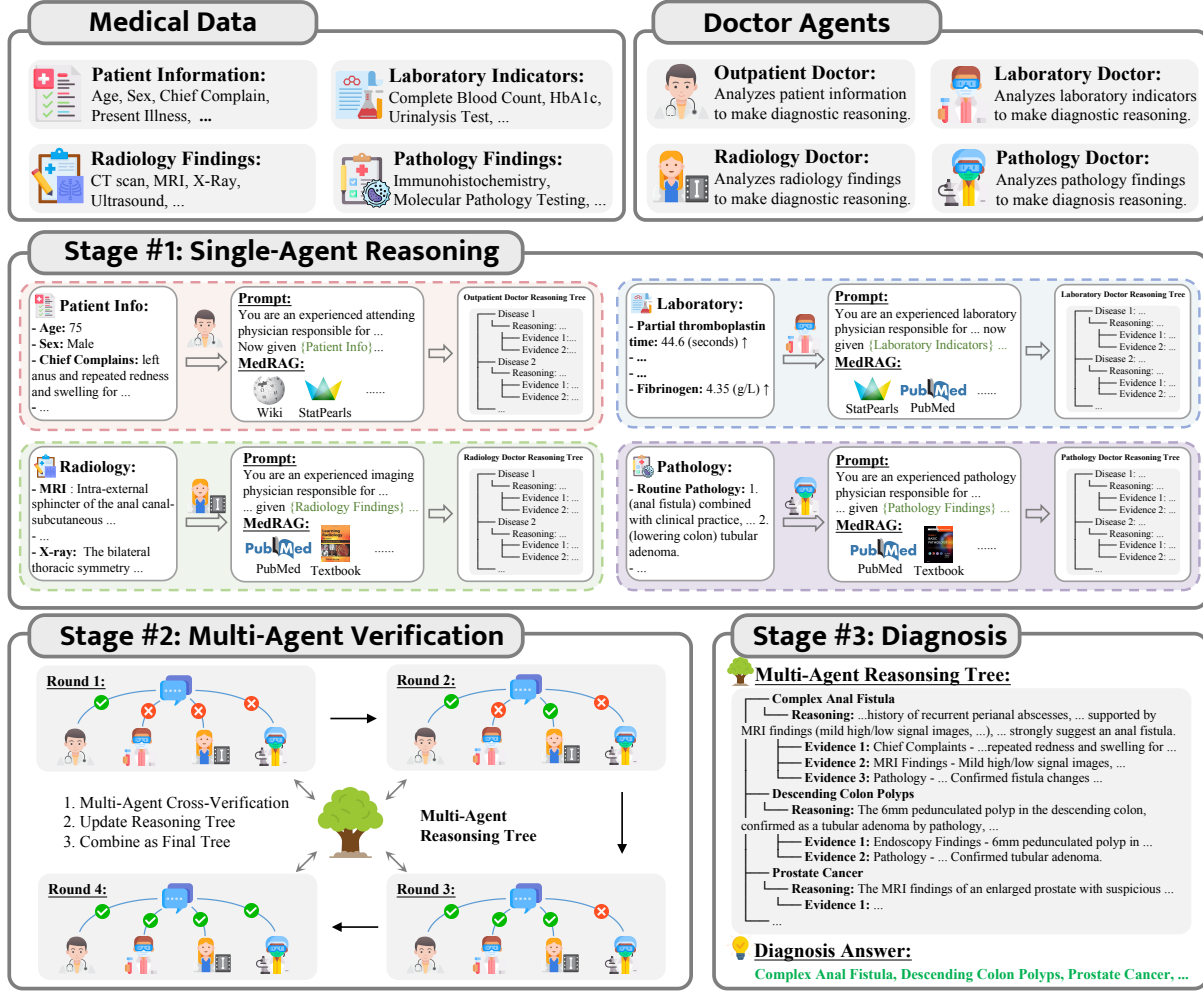 Medical Data
Patient Information:
Age, Sex, Chief Complain,
Present Illness, ...
Laboratory Indicators:
Complete Blood Count, HbA1c,
Urinalysis Test, ...
Radiology Findings:
CT scan, MRI, X-Ray,
Ultrasound, ...
Pathology Findings:
Immunohistochemistry,
Molecular Pathology Testing, ...
Doctor Agents
Outpatient Doctor:
Analyzes patient information
to make diagnostic reasoning.
Laboratory Doctor:
Analyzes laboratory indicators
to make diagnostic reasoning.
Radiology Doctor:
Analyzes radiology findings
to make diagnostic reasoning.
Pathology Doctor:
Analyzes pathology findings
to make diagnosis reasoning.
Stage #1: Single-Agent Reasoning
Patient Info:
- Age: 75
- Sex: Male
- Chief Complains: left
anus and repeated redness
and swelling for ...
- ...
Prompt:
You are an experienced attending
physician responsible for ...
Now given {Patient Info}...
MedRAG:
Wiki
StatPearls
......
Outpatient Doctor Reasoning Tree
Disease 1
Reasoning: ...
Evidence 1:...
Evidence 2:...
Disease 2
Reasoning: ...
Evidence 1: ...
Evidence 2: ...
...
Laboratory:
- Partial thromboplastin
time: 44.6 (seconds) ↑
- ...
- ...
- Fibrinogen: 4.35 (g/L) ↑
Prompt:
You are an experienced laboratory
physician responsible for ... now
given {Laboratory Indicators} ...
MedRAG:
StatPearls
PubMed
PubMed
......
Laboratory Doctor Reasoning Tree
Disease 1: ...
Reasoning: ...
Evidence 1: ...
Evidence 2: ...
Disease 2: ...
Reasoning: ...
Evidence 1: ...
Evidence 2: ...
...
Radiology:
- MRI : Intra-external
sphincter of the anal canal-
subcutaneous ...
- ...
- X-ray: The bilateral
thoracic symmetry ...
Prompt:
You are an experienced imaging
physician responsible for ...
... given {Radiology Findings} ...
MedRAG:
PubMed
PubMed
Learning
Radiology
Textbook
......
Radiology Doctor Reasoning Tree
Disease 1
Reasoning: ...
Evidence 1: ...
Evidence 2: ...
Disease 2
Reasoning: ...
Evidence 1: ...
Evidence 2: ...
...
Pathology:
- Routine Pathology: 1.
(anal fistula) combined
with clinical practice, ... 2.
(lowering colon) tubular
adenoma.
- ...
Prompt:
You are an experienced pathology
physician responsible for ...
... given {Pathology Findings} ...
MedRAG:
PubMed
PubMed
Textbook
......
Pathology Doctor Reasoning Tree
Disease 1: ...
Reasoning: ...
Evidence 1: ...
Evidence 2: ...
Disease 2: ...
Reasoning: ...
Evidence 1: ...
Evidence 2: ...
...
Stage #2: Multi-Agent Verification
Round 1:
Round 2:
1. Multi-Agent Cross-Verification
2. Update Reasoning Tree
3. Combine as Final Tree
Multi-Agent
Reasonsing Tree
Round 4:
Round 3:
Stage #3: Diagnosis
Multi-Agent Reasonsing Tree:
Complex Anal Fistula
Reasoning: ...history of recurrent perianal abscesses, ... supported by
MRI findings (mild high/low signal images, ...), ... strongly suggest an anal fistula.
Evidence 1: Chief Complaints - ...repeated redness and swelling for ...
Evidence 2: MRI Findings - Mild high/low signal images, ...
Evidence 3: Pathology - ... Confirmed fistula changes ...
Descending Colon Polyps
Reasoning: The 6mm pedunculated polyp in the descending colon,
confirmed as a tubular adenoma by pathology, ...
Evidence 1: Endoscopy Findings - 6mm pedunculated polyp in ...
Evidence 2: Pathology - ... Confirmed tubular adenoma.
Prostate Cancer
Reasoning: The MRI findings of an enlarged prostate with suspicious ...
Evidence 1: ...
...
Diagnosis Answer:
Complex Anal Fistula, Descending Colon Polyps, Prostate Cancer, ...